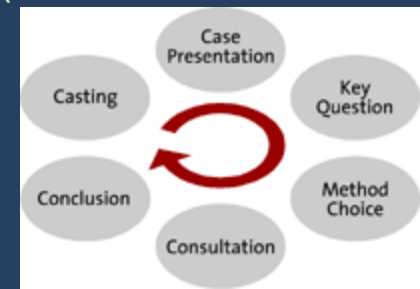 Case
Presentation
Casting
Key
Question
Conclusion
Method
Choice
Consultation